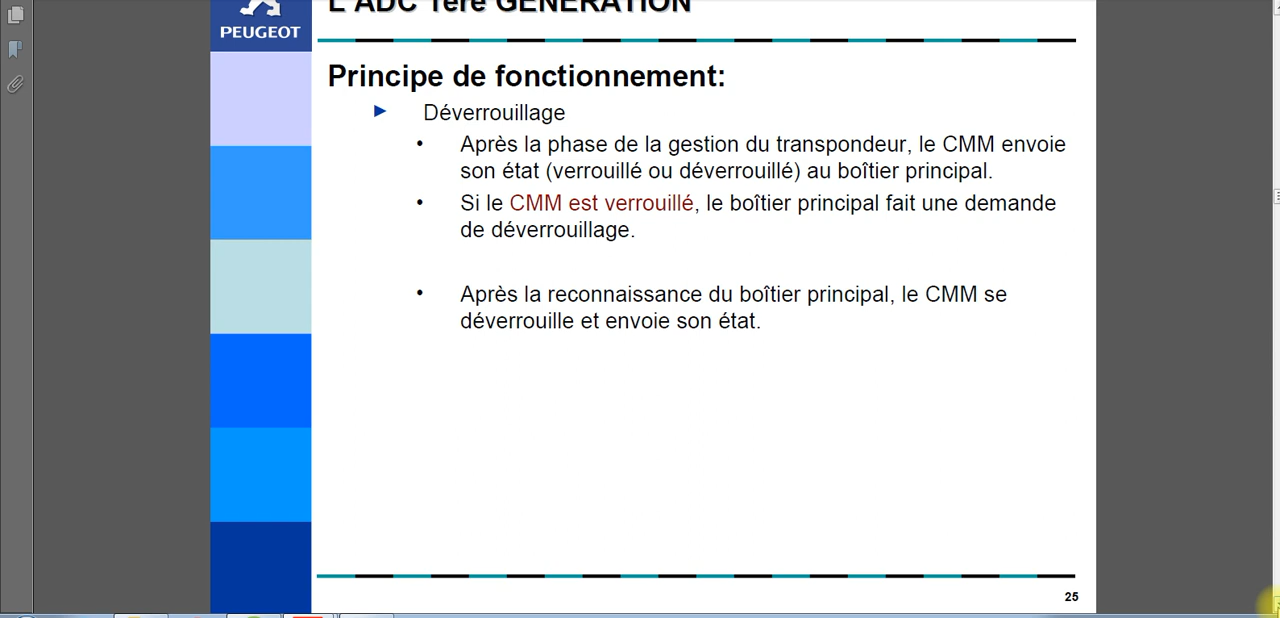 L'ADC 1ère GENERATION
PEUGEOT
Principe de fonctionnement:
Déverrouillage
• Après la phase de la gestion du transpondeur, le CMM envoie
son état (verrouillé ou déverrouillé) au boîtier principal.
• Si le CMM est verrouillé, le boîtier principal fait une demande
de déverrouillage.
• Après la reconnaissance du boîtier principal, le CMM se
déverrouille et envoie son état.
25